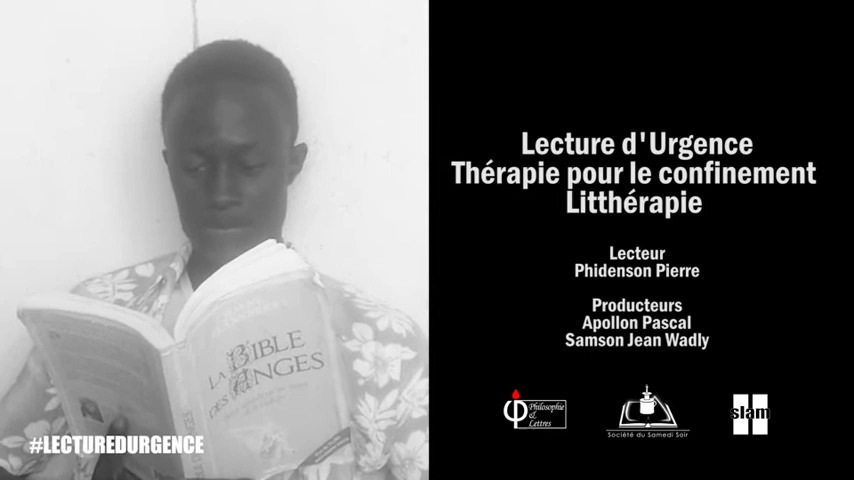 LA BIBLE
DES ANGES
#LECTUREDURGENCE
Lecture d'Urgence
Thérapie pour le confinement
Litthérapie
Lecteur
Phidenson Pierre
Producteurs
Apollon Pascal
Samson Jean Wadly
Philosophie
&
Lettres
Société du Samedi Soir
slam